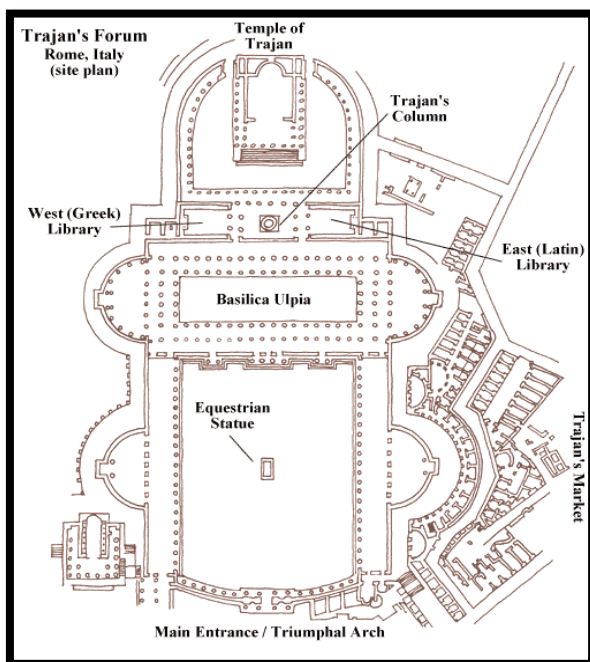 Trajan's Forum
Rome, Italy
(site plan)
Temple of
Trajan
Trajan's
Column
West (Greek)
Library
East (Latin)
Library
Basilica Ulpia
Equestrian
Statue
Trajan's Market
Main Entrance / Triumphal Arch